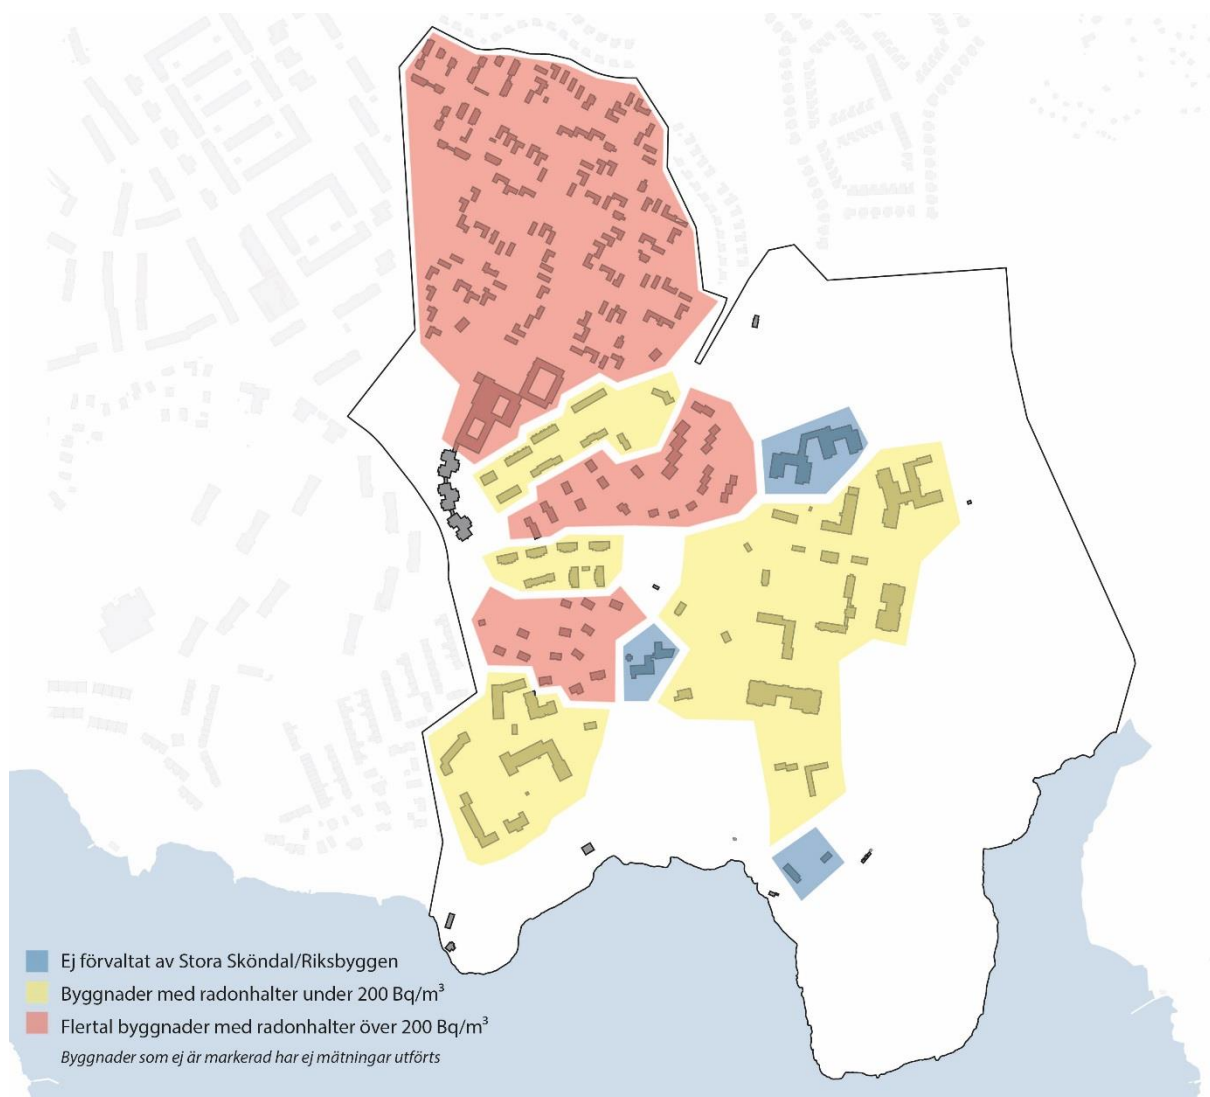 Ej förvaltat av Stora Sköndal/Riksbyggen
Byggnader med radonhalter under 200 Bq/m³
Flertal byggnader med radonhalter över 200 Bq/m³
Byggnader som ej är markerad har ej mätningar utförts